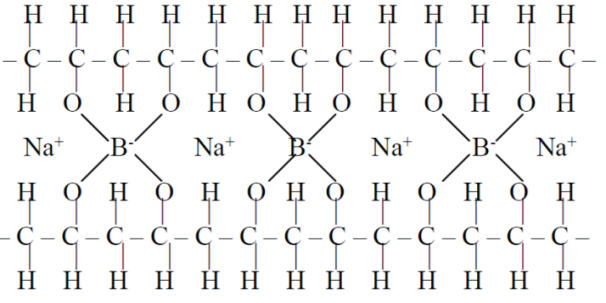 H H H H H H H H H H H H H
– C – C – C – C – C – C – C – C – C – C – C – C – C –
H O H O H O H O H O H O H
Na⁺ B⁻ Na⁺ B⁻ Na⁺ B⁻ Na⁺
H O H O H O H O H O H O H
– C – C – C – C – C – C – C – C – C – C – C – C – C –
H H H H H H H H H H H H H